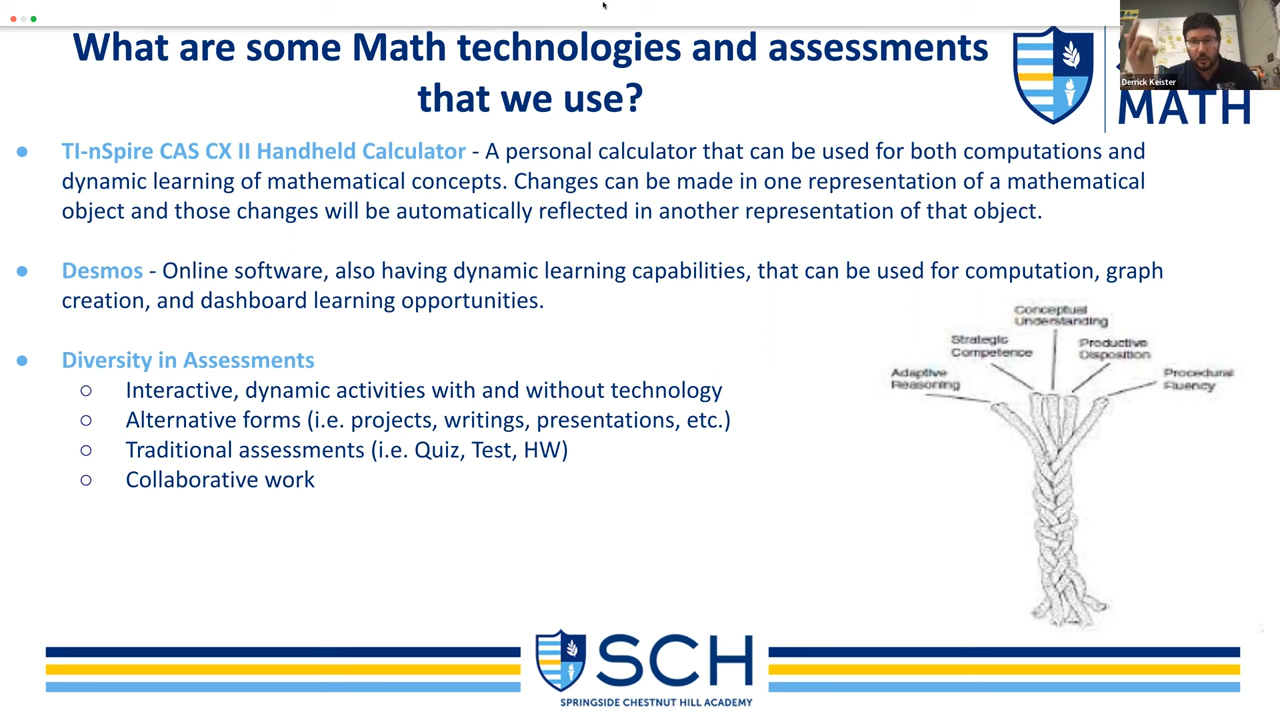 What are some Math technologies and assessments
that we use?
MATH
Derrick Keister
SCH
● TI-nSpire CAS CX II Handheld Calculator - A personal calculator that can be used for both computations and
dynamic learning of mathematical concepts. Changes can be made in one representation of a mathematical
object and those changes will be automatically reflected in another representation of that object.
● Desmos - Online software, also having dynamic learning capabilities, that can be used for computation, graph
creation, and dashboard learning opportunities.
● Diversity in Assessments
○ Interactive, dynamic activities with and without technology
○ Alternative forms (i.e. projects, writings, presentations, etc.)
○ Traditional assessments (i.e. Quiz, Test, HW)
○ Collaborative work
Conceptual
Understanding
Strategic
Competence
Productive
Disposition
Adaptive
Reasoning
Procedural
Fluency
SCH
SPRINGSIDE CHESTNUT HILL ACADEMY